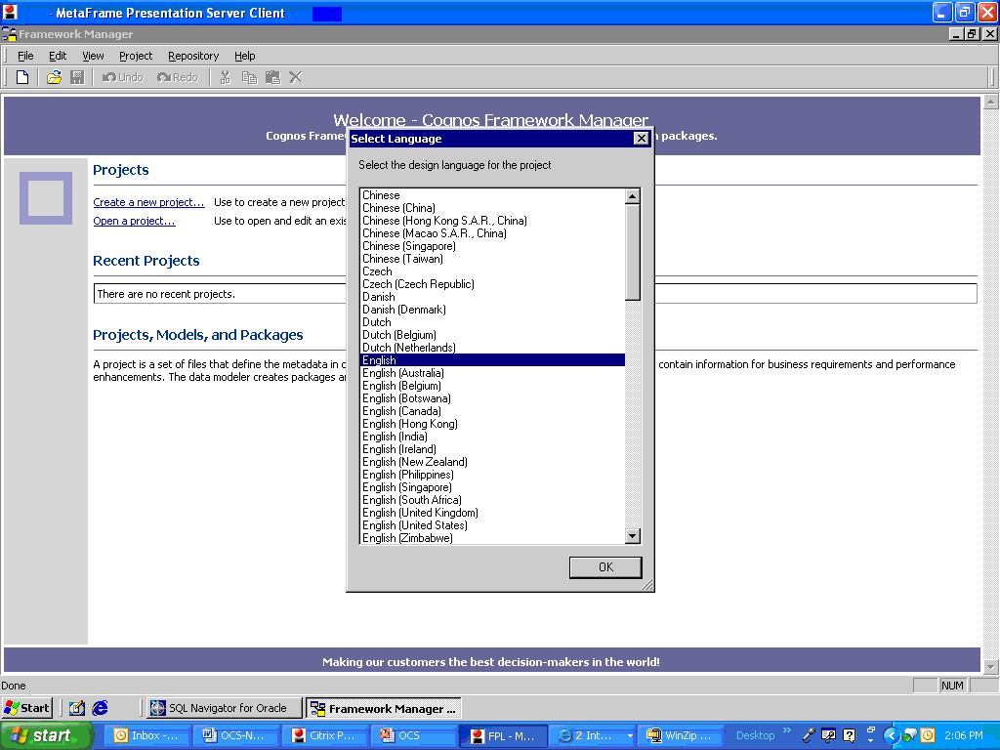 - MetaFrame Presentation Server Client
Framework Manager
File Edit View Project Repository Help
Undo Redo
Welcome - Cognos Framework Manager
Cognos Frame packages.
Select Language
Select the design language for the project
Chinese
Chinese (China)
Chinese (Hong Kong S.A.R., China)
Chinese (Macao S.A.R., China)
Chinese (Singapore)
Chinese (Taiwan)
Czech
Czech (Czech Republic)
Danish
Danish (Denmark)
Dutch
Dutch (Belgium)
Dutch (Netherlands)
English
English (Australia)
English (Belgium)
English (Botswana)
English (Canada)
English (Hong Kong)
English (India)
English (Ireland)
English (New Zealand)
English (Philippines)
English (Singapore)
English (South Africa)
English (United Kingdom)
English (United States)
English (Zimbabwe)
OK
Projects
Create a new project... Use to create a new project
Open a project... Use to open and edit an exis
Recent Projects
There are no recent projects.
Projects, Models, and Packages
A project is a set of files that define the metadata in contain information for business requirements and performance
enhancements. The data modeler creates packages
Making our customers the best decision-makers in the world!
Done NUM
Start SQL Navigator for Oracle Framework Manager ...
start Inbox -... OCS-N... Citrix P... OCS FPL - M... 2 Int... WinZip ... Desktop » 2:06 PM